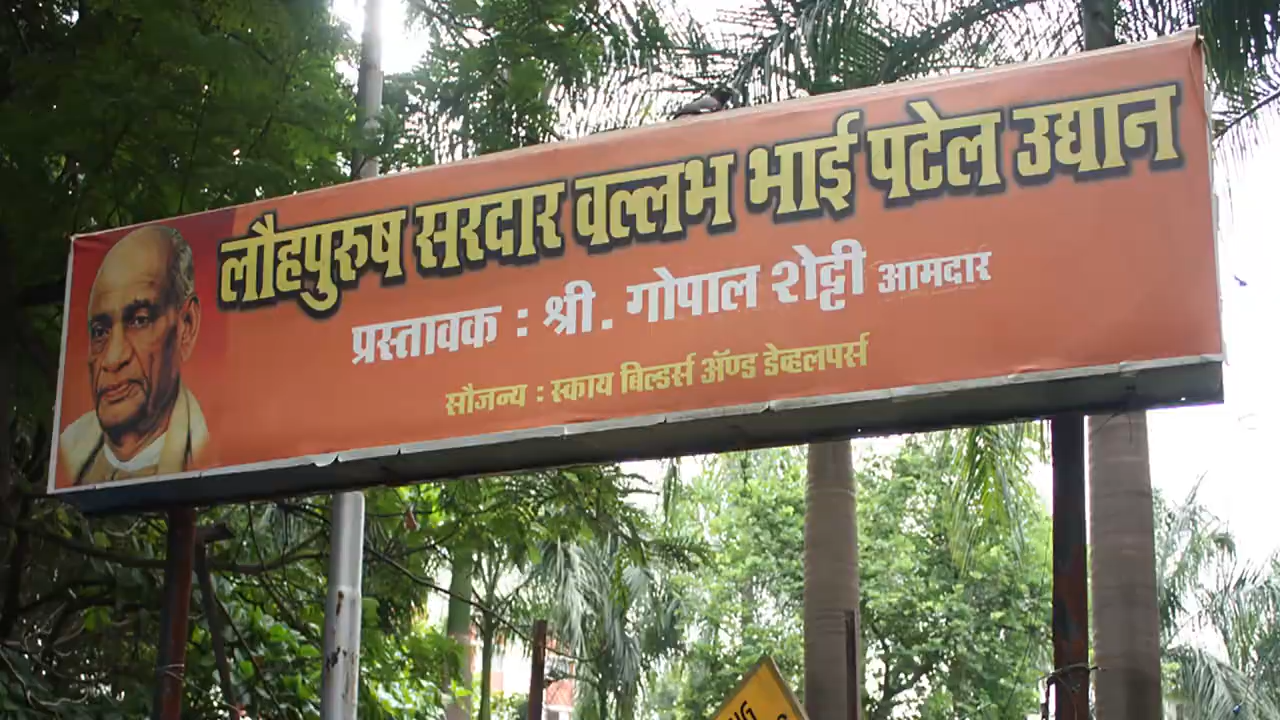 लौहपुरुष सरदार वल्लभ भाई पटेल उद्यान
प्रस्तावक : श्री. गोपाल शेट्टी आमदार
सौजन्य : स्काय बिल्डर्स ॲण्ड डेव्हलपर्स